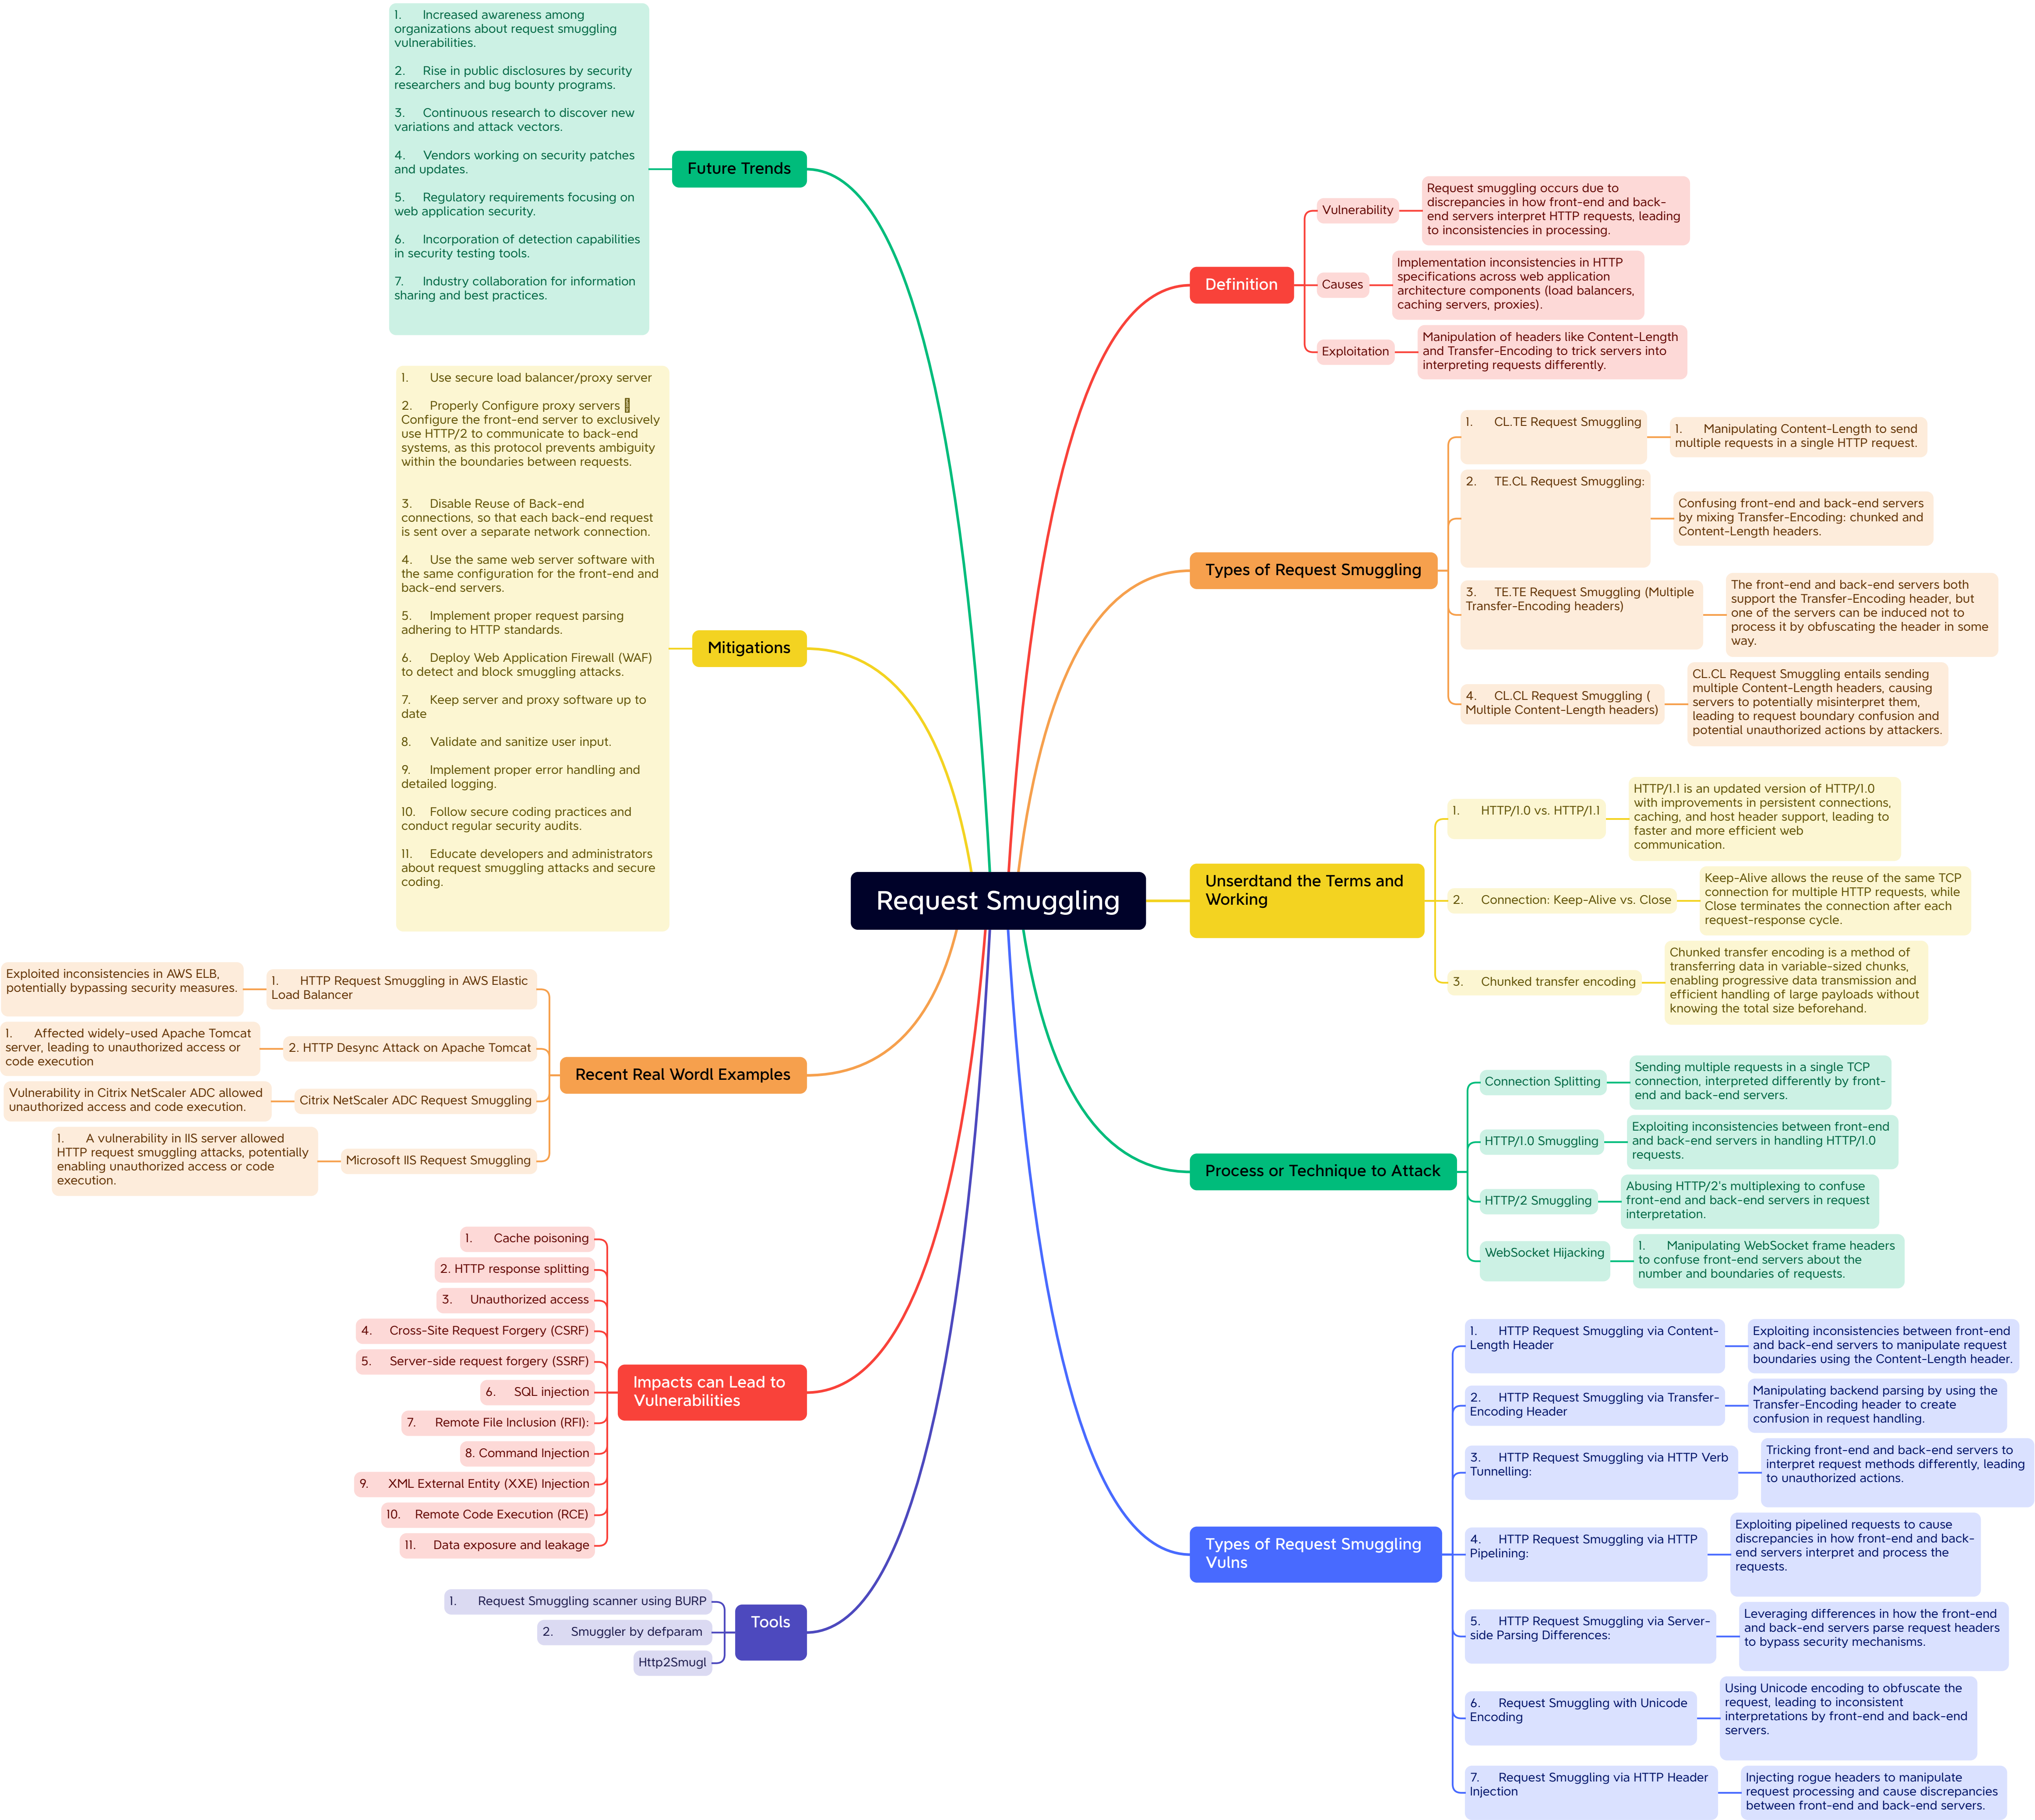 Request Smuggling
Definition
Vulnerability
Request smuggling occurs due to
discrepancies in how front-end and back-
end servers interpret HTTP requests, leading
to inconsistencies in processing.
Causes
Implementation inconsistencies in HTTP
specifications across web application
architecture components (load balancers,
caching servers, proxies).
Exploitation
Manipulation of headers like Content-Length
and Transfer-Encoding to trick servers into
interpreting requests differently.
Types of Request Smuggling
1. CL.TE Request Smuggling
1. Manipulating Content-Length to send
multiple requests in a single HTTP request.
2. TE.CL Request Smuggling:
Confusing front-end and back-end servers
by mixing Transfer-Encoding: chunked and
Content-Length headers.
3. TE.TE Request Smuggling (Multiple
Transfer-Encoding headers)
The front-end and back-end servers both
support the Transfer-Encoding header, but
one of the servers can be induced not to
process it by obfuscating the header in some
way.
4. CL.CL Request Smuggling (
Multiple Content-Length headers)
CL.CL Request Smuggling entails sending
multiple Content-Length headers, causing
servers to potentially misinterpret them,
leading to request boundary confusion and
potential unauthorized actions by attackers.
Unserdtand the Terms and
Working
1. HTTP/1.0 vs. HTTP/1.1
HTTP/1.1 is an updated version of HTTP/1.0
with improvements in persistent connections,
caching, and host header support, leading to
faster and more efficient web
communication.
2. Connection: Keep-Alive vs. Close
Keep-Alive allows the reuse of the same TCP
connection for multiple HTTP requests, while
Close terminates the connection after each
request-response cycle.
3. Chunked transfer encoding
Chunked transfer encoding is a method of
transferring data in variable-sized chunks,
enabling progressive data transmission and
efficient handling of large payloads without
knowing the total size beforehand.
Process or Technique to Attack
Connection Splitting
Sending multiple requests in a single TCP
connection, interpreted differently by front-
end and back-end servers.
HTTP/1.0 Smuggling
Exploiting inconsistencies between front-end
and back-end servers in handling HTTP/1.0
requests.
HTTP/2 Smuggling
Abusing HTTP/2's multiplexing to confuse
front-end and back-end servers in request
interpretation.
WebSocket Hijacking
1. Manipulating WebSocket frame headers
to confuse front-end servers about the
number and boundaries of requests.
Types of Request Smuggling
Vulns
1. HTTP Request Smuggling via Content-
Length Header
Exploiting inconsistencies between front-end
and back-end servers to manipulate request
boundaries using the Content-Length header.
2. HTTP Request Smuggling via Transfer-
Encoding Header
Manipulating backend parsing by using the
Transfer-Encoding header to create
confusion in request handling.
3. HTTP Request Smuggling via HTTP Verb
Tunnelling:
Tricking front-end and back-end servers to
interpret request methods differently, leading
to unauthorized actions.
4. HTTP Request Smuggling via HTTP
Pipelining:
Exploiting pipelined requests to cause
discrepancies in how front-end and back-
end servers interpret and process the
requests.
5. HTTP Request Smuggling via Server-
side Parsing Differences:
Leveraging differences in how the front-end
and back-end servers parse request headers
to bypass security mechanisms.
6. Request Smuggling with Unicode
Encoding
Using Unicode encoding to obfuscate the
request, leading to inconsistent
interpretations by front-end and back-end
servers.
7. Request Smuggling via HTTP Header
Injection
Injecting rogue headers to manipulate
request processing and cause discrepancies
between front-end and back-end servers.
Future Trends
1. Increased awareness among
organizations about request smuggling
vulnerabilities.
2. Rise in public disclosures by security
researchers and bug bounty programs.
3. Continuous research to discover new
variations and attack vectors.
4. Vendors working on security patches
and updates.
5. Regulatory requirements focusing on
web application security.
6. Incorporation of detection capabilities
in security testing tools.
7. Industry collaboration for information
sharing and best practices.
Mitigations
1. Use secure load balancer/proxy server
2. Properly Configure proxy servers
Configure the front-end server to exclusively
use HTTP/2 to communicate to back-end
systems, as this protocol prevents ambiguity
within the boundaries between requests.
3. Disable Reuse of Back-end
connections, so that each back-end request
is sent over a separate network connection.
4. Use the same web server software with
the same configuration for the front-end and
back-end servers.
5. Implement proper request parsing
adhering to HTTP standards.
6. Deploy Web Application Firewall (WAF)
to detect and block smuggling attacks.
7. Keep server and proxy software up to
date
8. Validate and sanitize user input.
9. Implement proper error handling and
detailed logging.
10. Follow secure coding practices and
conduct regular security audits.
11. Educate developers and administrators
about request smuggling attacks and secure
coding.
Recent Real Wordl Examples
1. HTTP Request Smuggling in AWS Elastic
Load Balancer
Exploited inconsistencies in AWS ELB,
potentially bypassing security measures.
2. HTTP Desync Attack on Apache Tomcat
1. Affected widely-used Apache Tomcat
server, leading to unauthorized access or
code execution
Citrix NetScaler ADC Request Smuggling
Vulnerability in Citrix NetScaler ADC allowed
unauthorized access and code execution.
Microsoft IIS Request Smuggling
1. A vulnerability in IIS server allowed
HTTP request smuggling attacks, potentially
enabling unauthorized access or code
execution.
Impacts can Lead to
Vulnerabilities
1. Cache poisoning
2. HTTP response splitting
3. Unauthorized access
4. Cross-Site Request Forgery (CSRF)
5. Server-side request forgery (SSRF)
6. SQL injection
7. Remote File Inclusion (RFI):
8. Command Injection
9. XML External Entity (XXE) Injection
10. Remote Code Execution (RCE)
11. Data exposure and leakage
Tools
1. Request Smuggling scanner using BURP
2. Smuggler by defparam
Http2Smugl